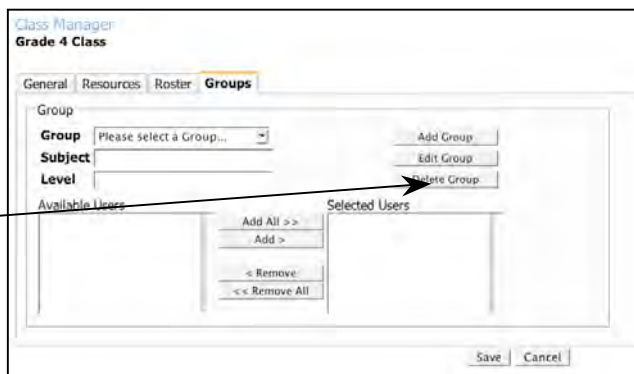 Class Manager
Grade 4 Class
General Resources Roster Groups
Group
Group Please select a Group... Add Group
Subject Edit Group
Level Delete Group
Available Users Selected Users
Add All >>
Add >
< Remove
<< Remove All
Save Cancel